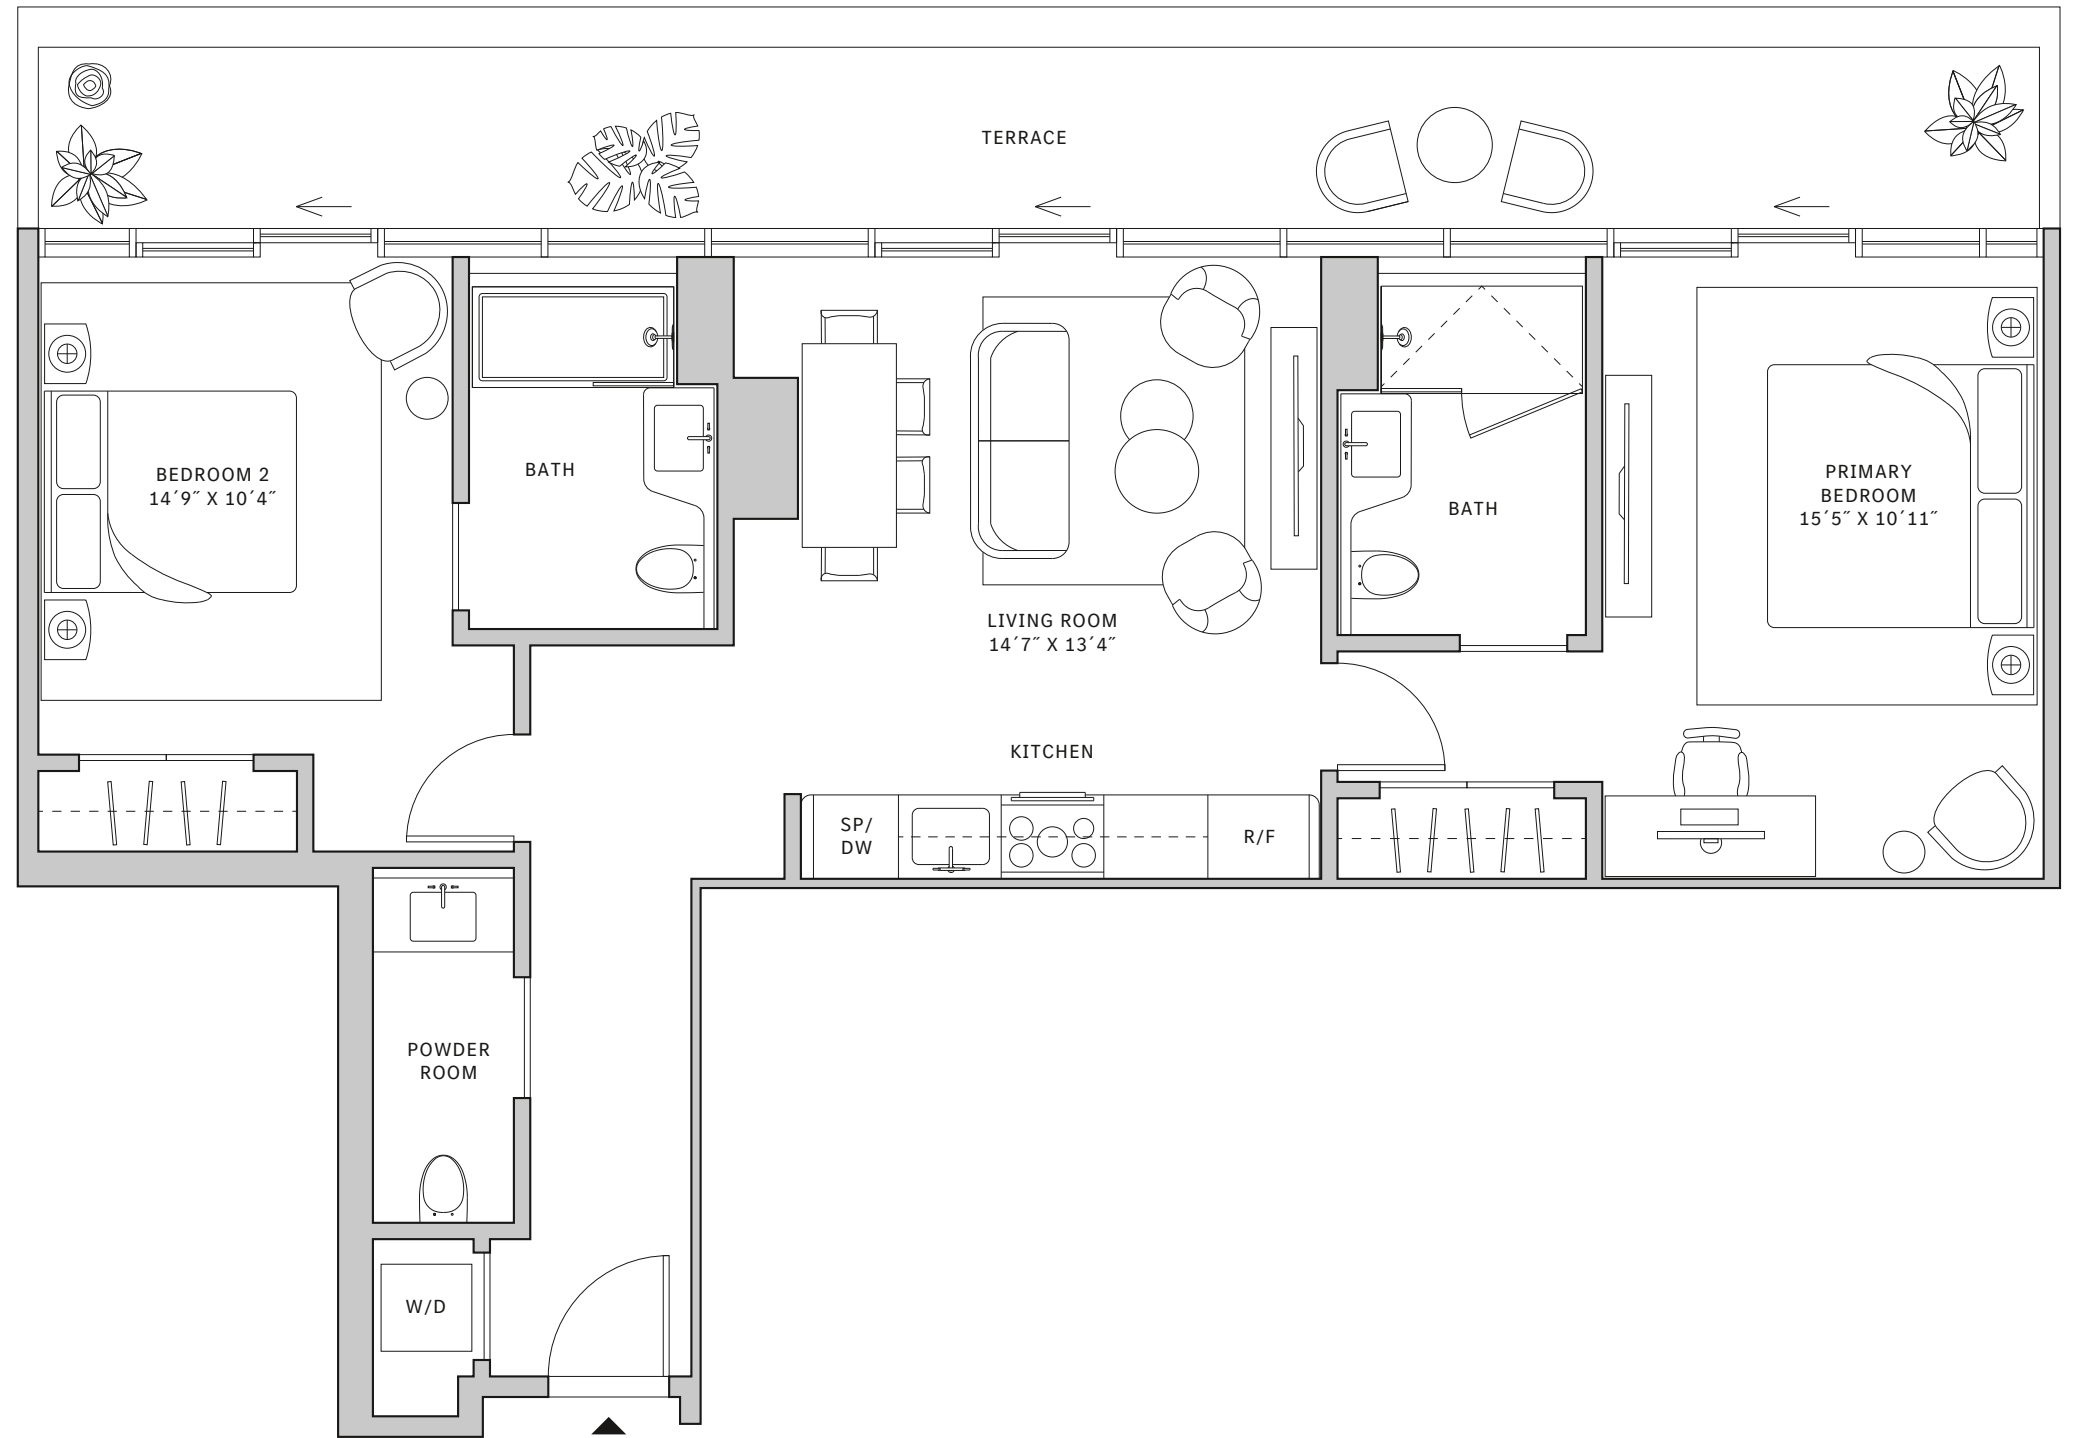 TERRACE
BEDROOM 2
14´9˝ X 10´4˝
BATH
LIVING ROOM
14´7˝ X 13´4˝
BATH
PRIMARY
BEDROOM
15´5˝ X 10´11˝
KITCHEN
SP/
DW
R/F
POWDER
ROOM
W/D